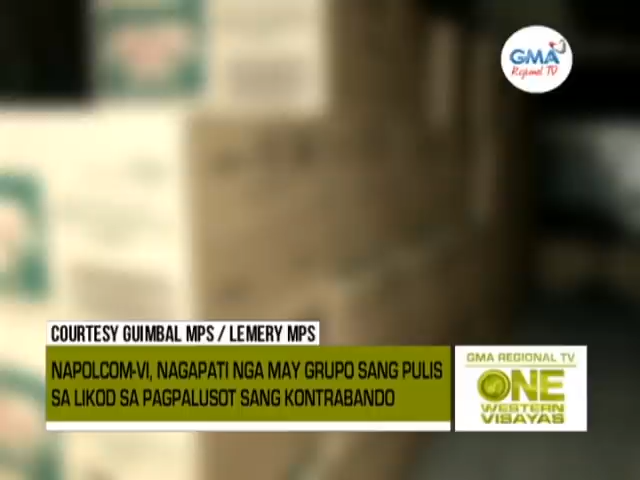 GMA
Regional TV
COURTESY GUIMBAL MPS / LEMERY MPS
NAPOLCOM-VI, NAGAPATI NGA MAY GRUPO SANG PULIS
SA LIKOD SA PAGPALUSOT SANG KONTRABANDO
GMA REGIONAL TV
ONE
WESTERN
VISAYAS